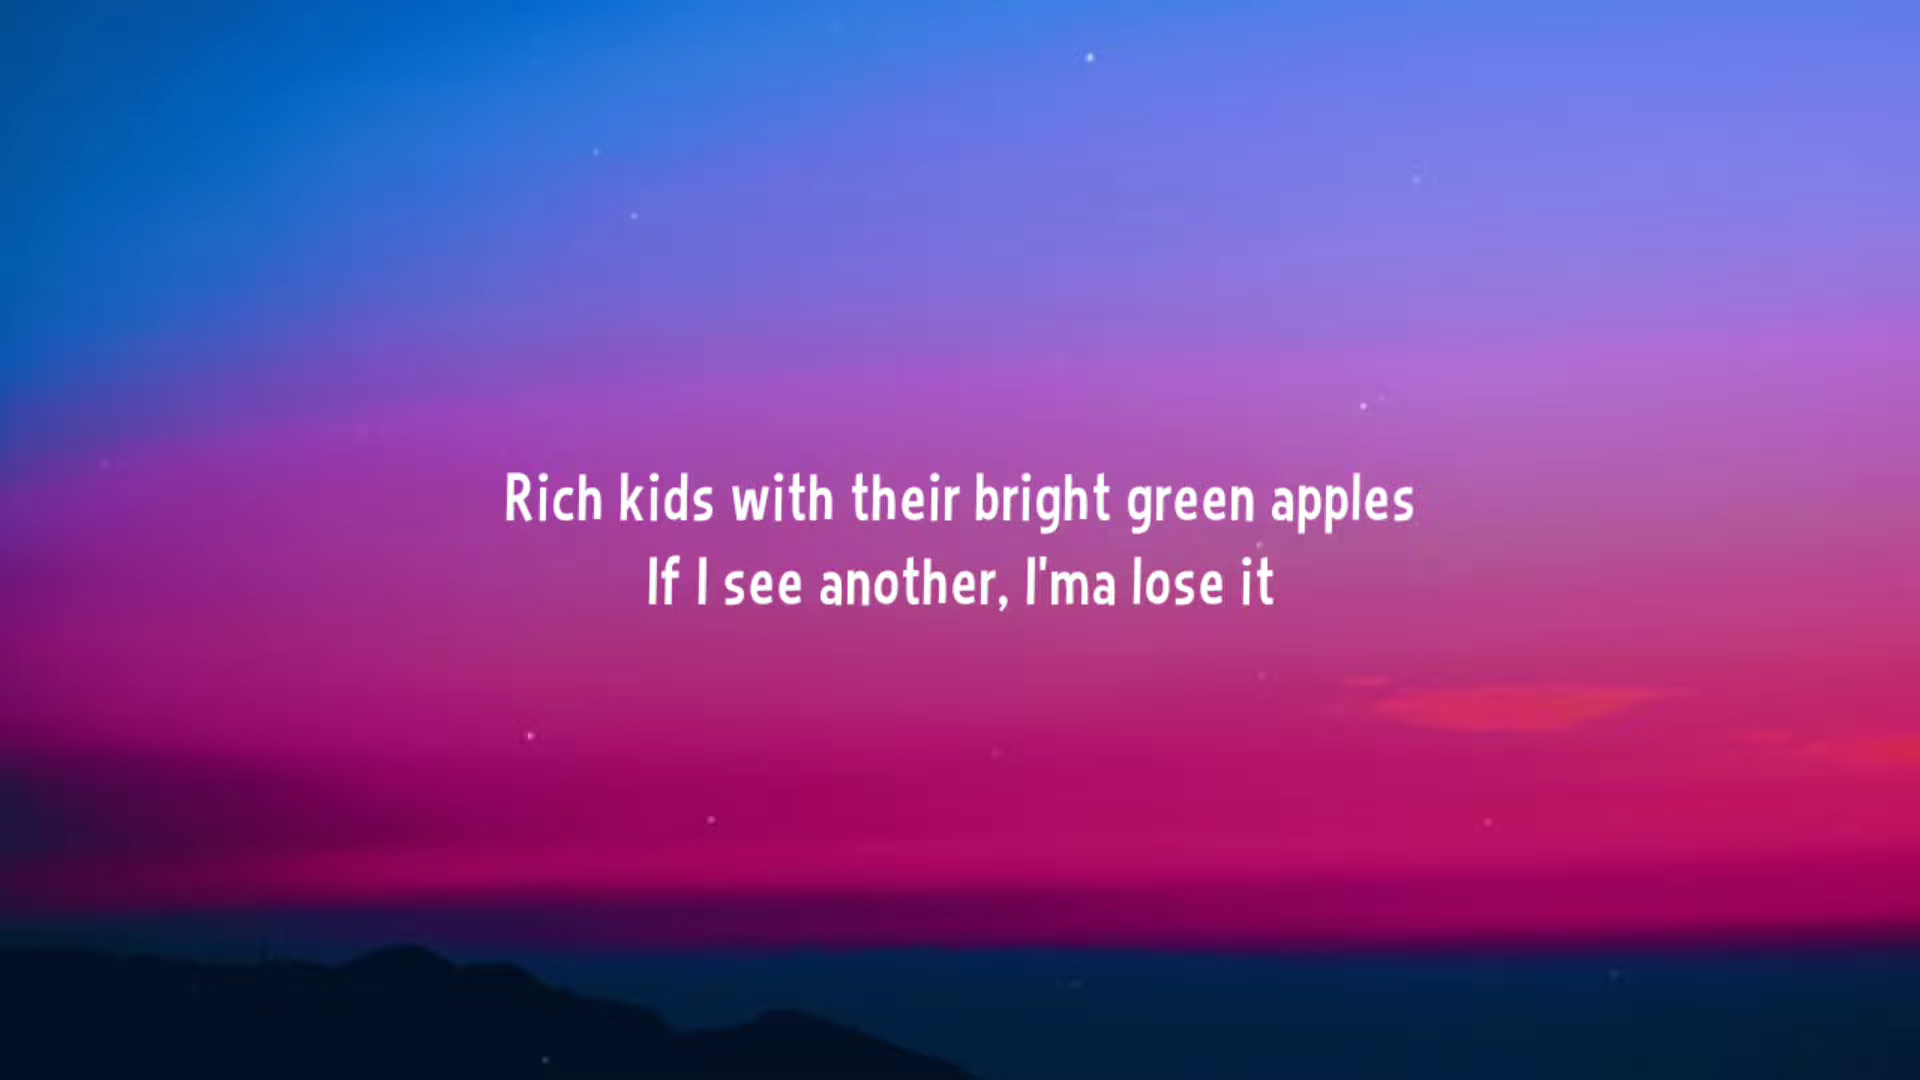 Rich kids with their bright green apples
If I see another, I'ma lose it